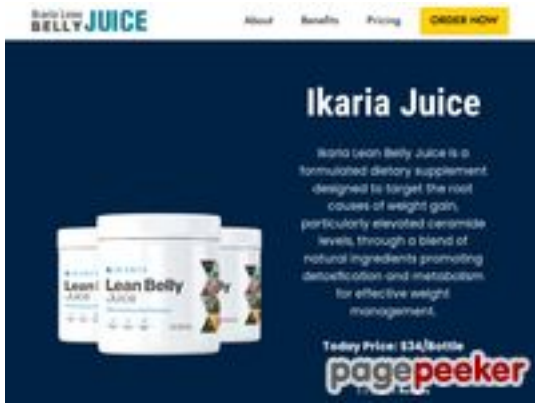 Ikaria Lean
BELLY JUICE
About Benefits Pricing ORDER NOW
Ikaria Juice
Ikaria Lean Belly Juice is a
formulated dietary supplement
designed to target the root
causes of weight gain,
particularly elevated ceramide
levels, through a blend of
natural ingredients promoting
detoxification and metabolism
for effective weight
management.
Lean Belly
JUICE
Today Price: $34/Bottle
pagepeeker